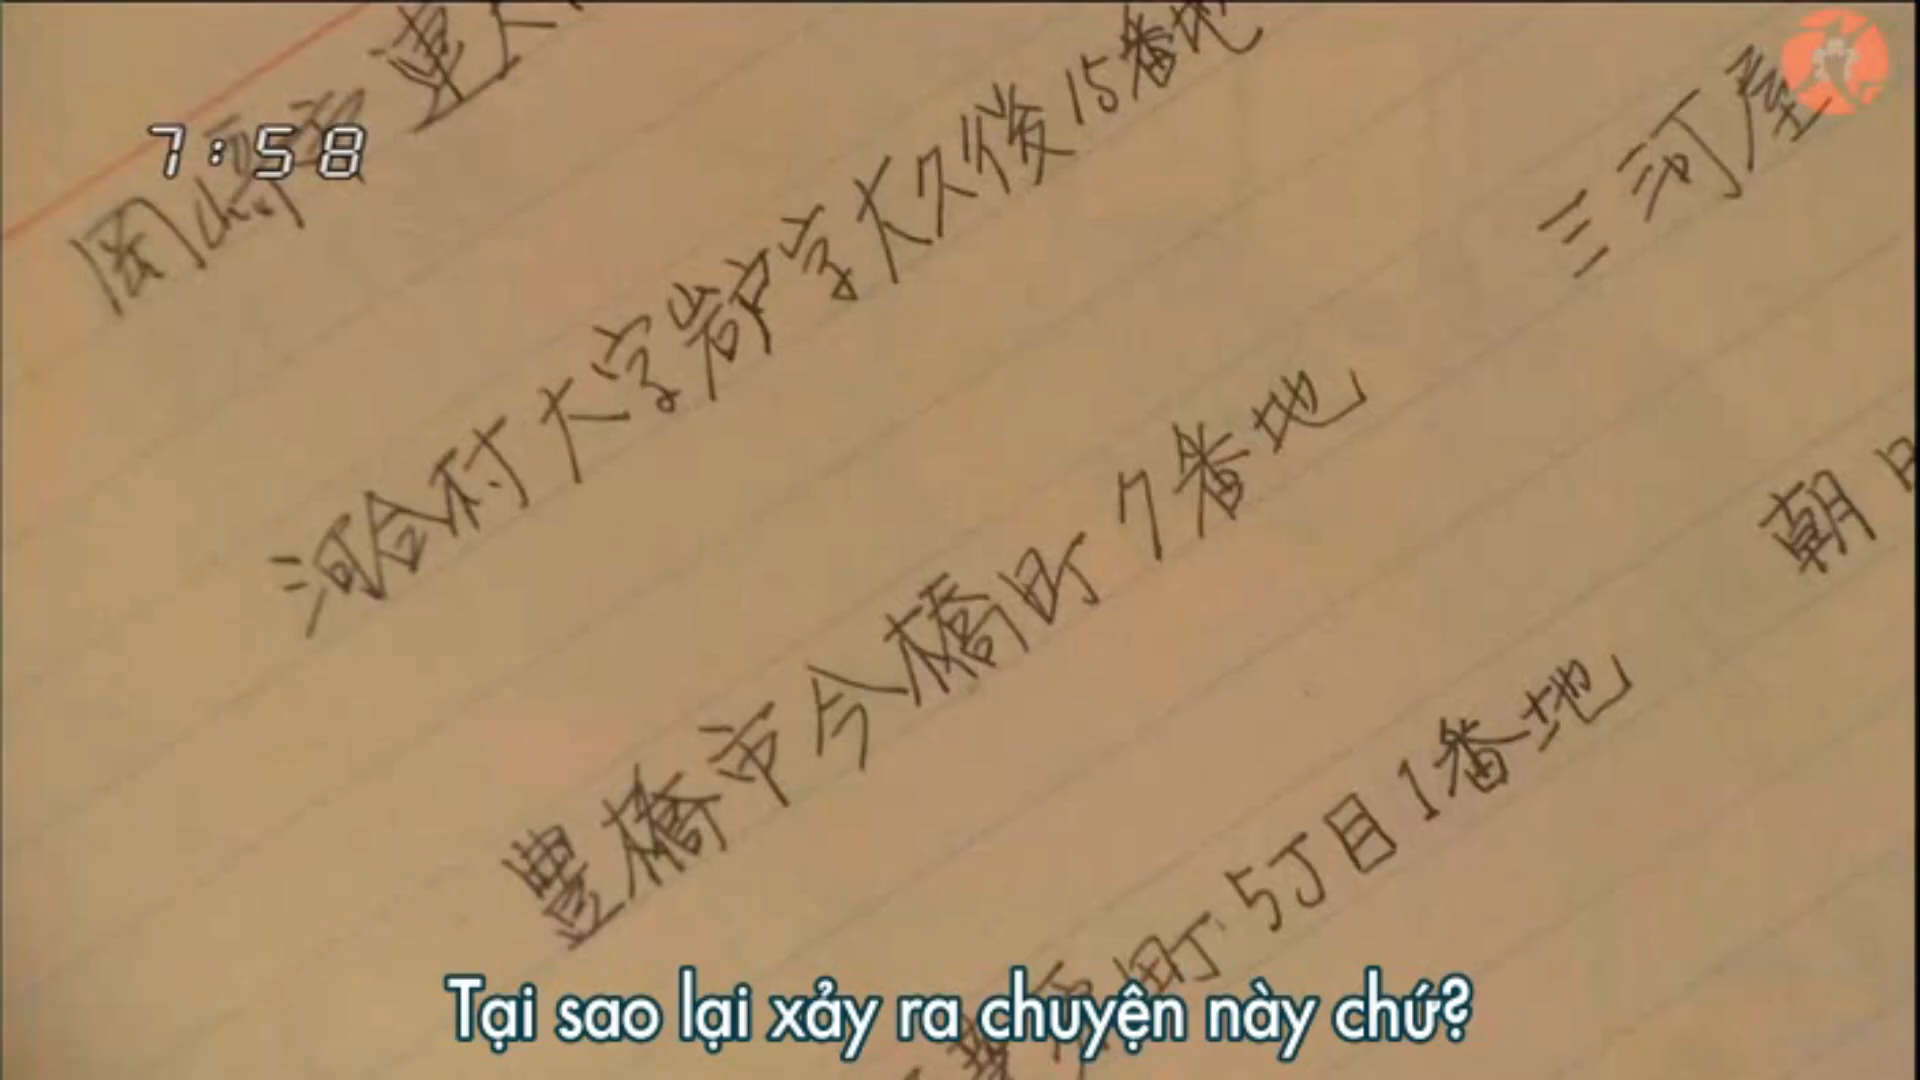 7:58
岡崎市
河合村大字岩戸字大久後15番地
三河屋
豊橋市今橋町7番地
朝
町5丁目1番地
Tại sao lại xảy ra chuyện này chứ?